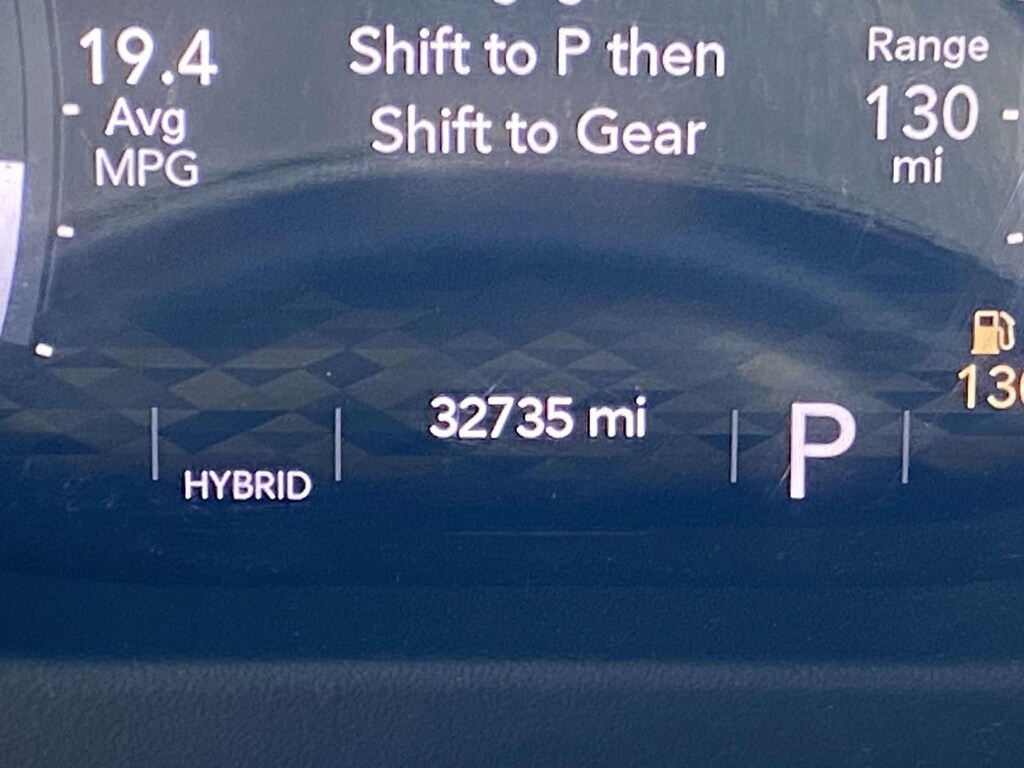 19.4
Avg
MPG
Shift to P then
Shift to Gear
Range
130
mi
32735 mi
HYBRID
P